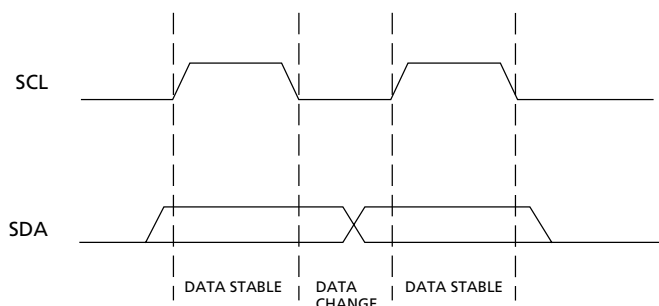 SCL
SDA
DATA STABLE
DATA
CHANGE
DATA STABLE